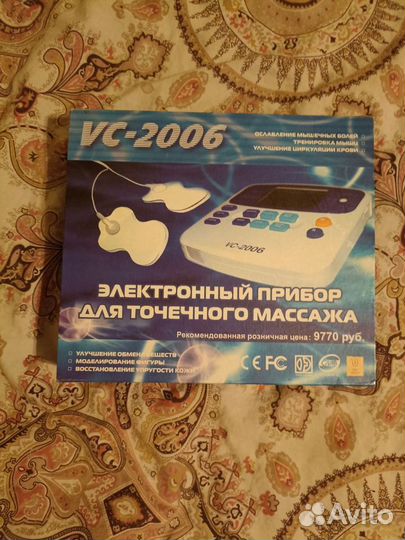 VC-2006
ОСЛАБЛЕНИЕ МЫШЕЧНЫХ БОЛЕЙ
ТРЕНИРОВКА МЫШЦ
УЛУЧШЕНИЕ ЦИРКУЛЯЦИИ КРОВИ
VC-2006
ЭЛЕКТРОННЫЙ ПРИБОР
ДЛЯ ТОЧЕЧНОГО МАССАЖА
Рекомендованная розничная цена: 9770 руб.
УЛУЧШЕНИЕ ОБМЕНА ВЕЩЕСТВ
МОДЕЛИРОВАНИЕ ФИГУРЫ
ВОССТАНОВЛЕНИЕ УПРУГОСТИ КОЖИ
CE FC
Avito